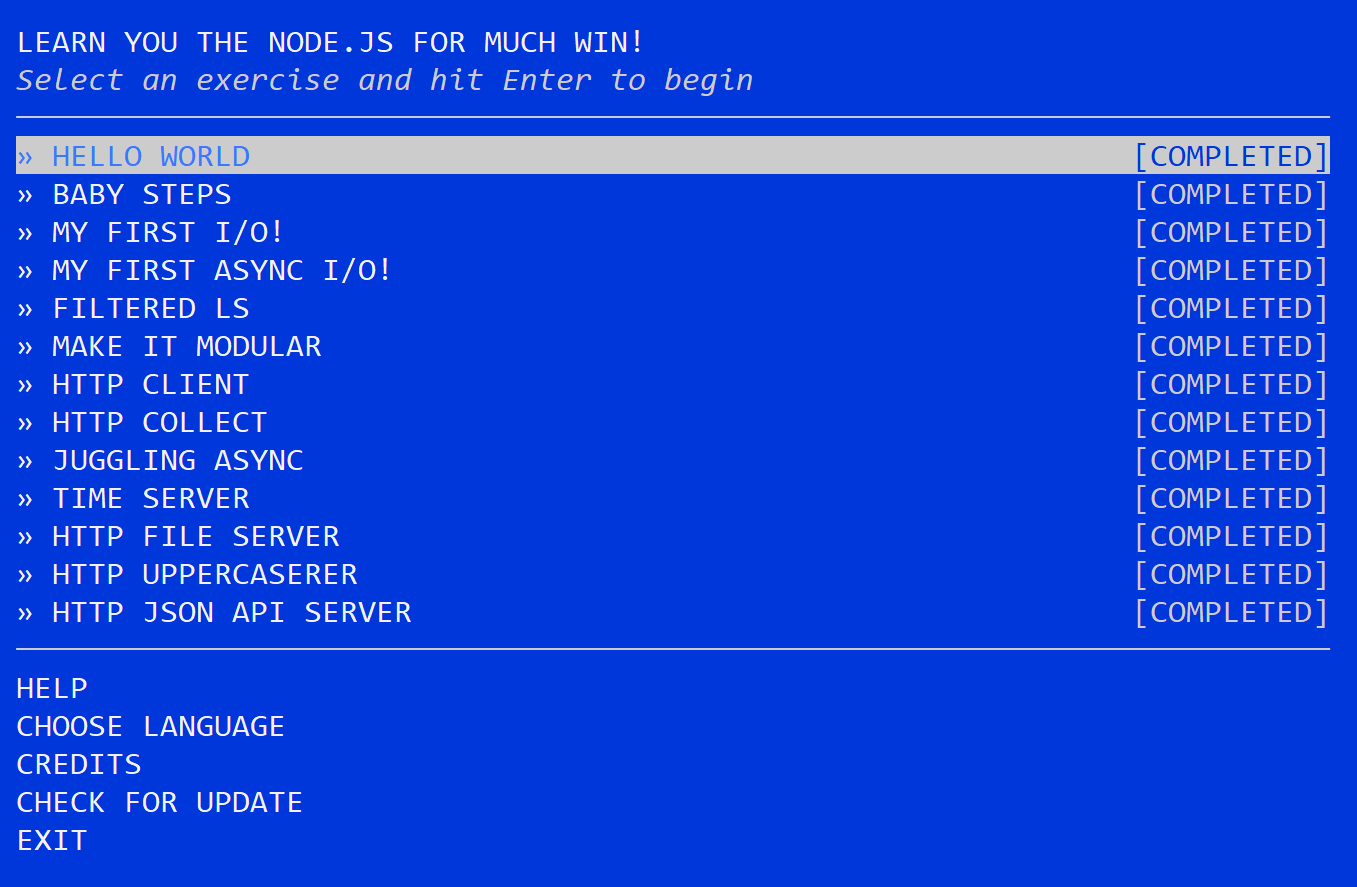 LEARN YOU THE NODE.JS FOR MUCH WIN!
Select an exercise and hit Enter to begin
» HELLO WORLD [COMPLETED]
» BABY STEPS [COMPLETED]
» MY FIRST I/O! [COMPLETED]
» MY FIRST ASYNC I/O! [COMPLETED]
» FILTERED LS [COMPLETED]
» MAKE IT MODULAR [COMPLETED]
» HTTP CLIENT [COMPLETED]
» HTTP COLLECT [COMPLETED]
» JUGGLING ASYNC [COMPLETED]
» TIME SERVER [COMPLETED]
» HTTP FILE SERVER [COMPLETED]
» HTTP UPPERCASERER [COMPLETED]
» HTTP JSON API SERVER [COMPLETED]
HELP
CHOOSE LANGUAGE
CREDITS
CHECK FOR UPDATE
EXIT